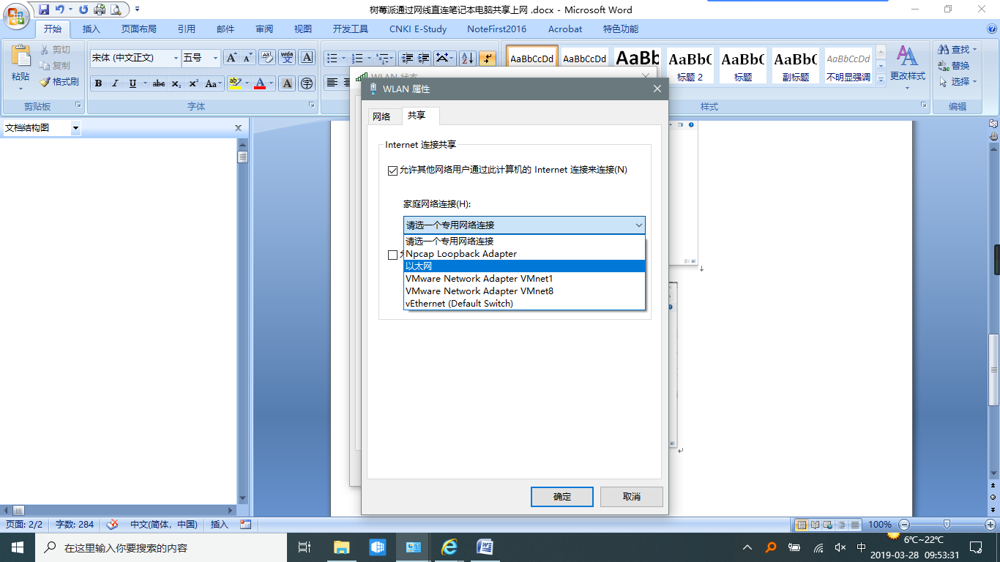 树莓派通过网线直连笔记本电脑共享上网 .docx - Microsoft Word
开始 插入 页面布局 引用 邮件 审阅 视图 开发工具 CNKI E-Study NoteFirst2016 Acrobat 特色功能
粘贴
剪切
复制
格式刷
剪贴板
宋体 (中文正文) 五号
字体
AaBbCcDd AaBbCcDd AaBb AaBbC AaBbC AaBbC AaBbCcDd
标题 2 标题 副标题 不明显强调
更改样式
样式
查找
替换
选择
编辑
文档结构图
WLAN 状态
WLAN 属性
网络 共享
Internet 连接共享
允许其他网络用户通过此计算机的 Internet 连接来连接(N)
家庭网络连接(H):
请选一个专用网络连接
请选一个专用网络连接
Npcap Loopback Adapter
以太网
VMware Network Adapter VMnet1
VMware Network Adapter VMnet8
vEthernet (Default Switch)
确定 取消
页面: 2/2 字数: 284 中文(简体, 中国) 插入 100%
在这里输入你要搜索的内容
中
6℃~22℃
2019-03-28 09:53:31